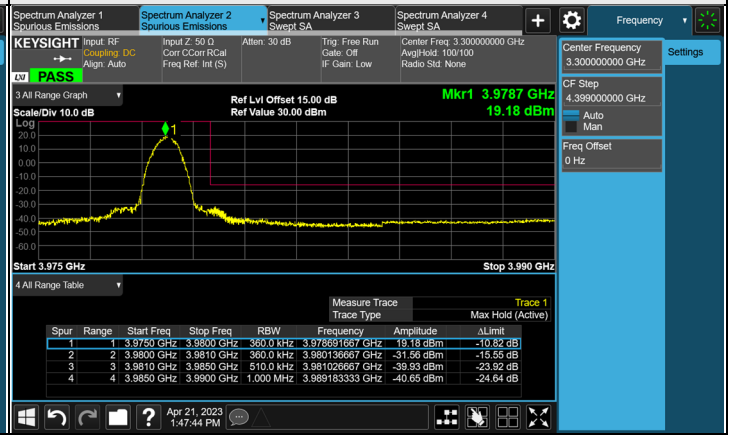 Spectrum Analyzer 1
Spurious Emissions
Spectrum Analyzer 2
Spurious Emissions
Spectrum Analyzer 3
Swept SA
Spectrum Analyzer 4
Swept SA
+
Frequency
KEYSIGHT
Input: RF
Coupling: DC
Align: Auto
Input Z: 50 Ω
Corr CCorr RCal
Freq Ref: Int (S)
Atten: 30 dB
Trig: Free Run
Gate: Off
IF Gain: Low
Center Freq: 3.300000000 GHz
Avg|Hold: 100/100
Radio Std: None
LXI
PASS
Center Frequency
3.300000000 GHz
Settings
CF Step
4.399000000 GHz
Auto
Man
Freq Offset
0 Hz
3 All Range Graph
Scale/Div 10.0 dB
Ref Lvl Offset 15.00 dB
Ref Value 30.00 dBm
Mkr1 3.9787 GHz
19.18 dBm
Log
1
20.0
10.0
0.00
-10.0
-20.0
-30.0
-40.0
-50.0
-60.0
Start 3.975 GHz
Stop 3.990 GHz
4 All Range Table
Measure Trace Trace 1
Trace Type Max Hold (Active)
Spur Range Start Freq Stop Freq RBW Frequency Amplitude ΔLimit
1 1 3.9750 GHz 3.9800 GHz 360.0 kHz 3.978691667 GHz 19.18 dBm -10.82 dB
2 2 3.9800 GHz 3.9810 GHz 360.0 kHz 3.980136667 GHz -31.56 dBm -15.55 dB
3 3 3.9810 GHz 3.9850 GHz 510.0 kHz 3.981026667 GHz -39.93 dBm -23.92 dB
4 4 3.9850 GHz 3.9900 GHz 1.000 MHz 3.989183333 GHz -40.65 dBm -24.64 dB
?
Apr 21, 2023
1:47:44 PM